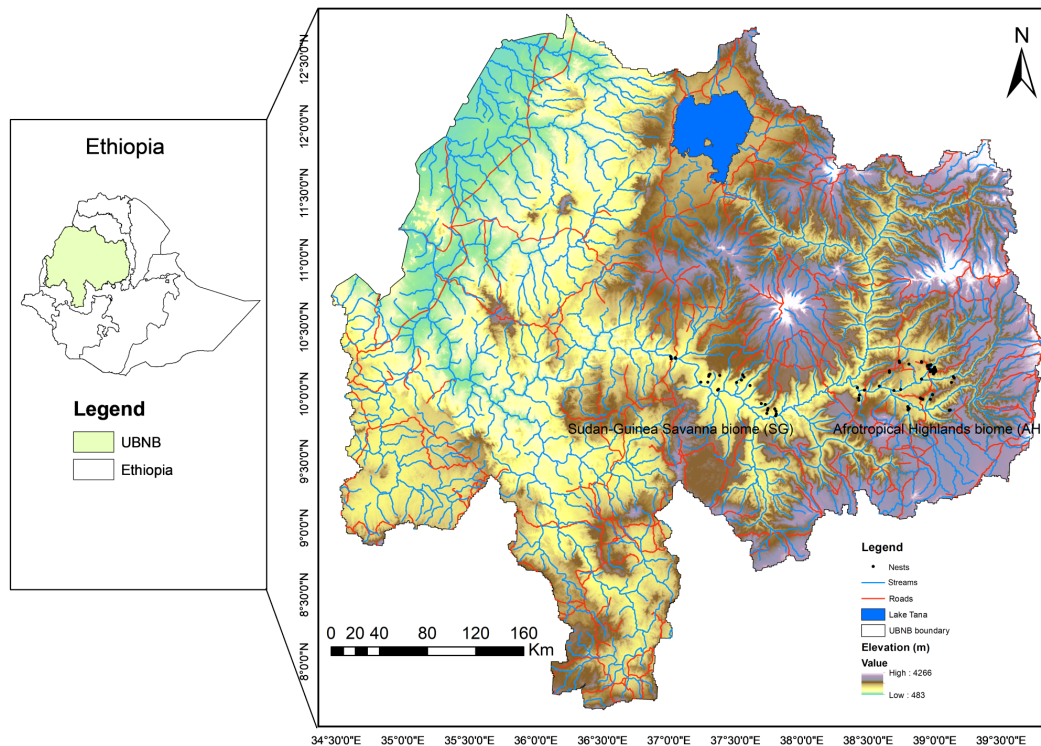 Ethiopia
Legend
UBNB
Ethiopia
N
12°30'0"N
12°0'0"N
11°30'0"N
11°0'0"N
10°30'0"N
10°0'0"N
9°30'0"N
9°0'0"N
8°30'0"N
8°0'0"N
Sudan-Guinea Savanna biome (SG)
Afrotropical Highlands biome (AH
Legend
Nests
Streams
Roads
Lake Tana
UBNB boundary
Elevation (m)
Value
High : 4266
Low : 483
0 10 20 40 80 120 160
Km
34°30'0"E 35°0'0"E 35°30'0"E 36°0'0"E 36°30'0"E 37°0'0"E 37°30'0"E 38°0'0"E 38°30'0"E 39°0'0"E 39°30'0"E